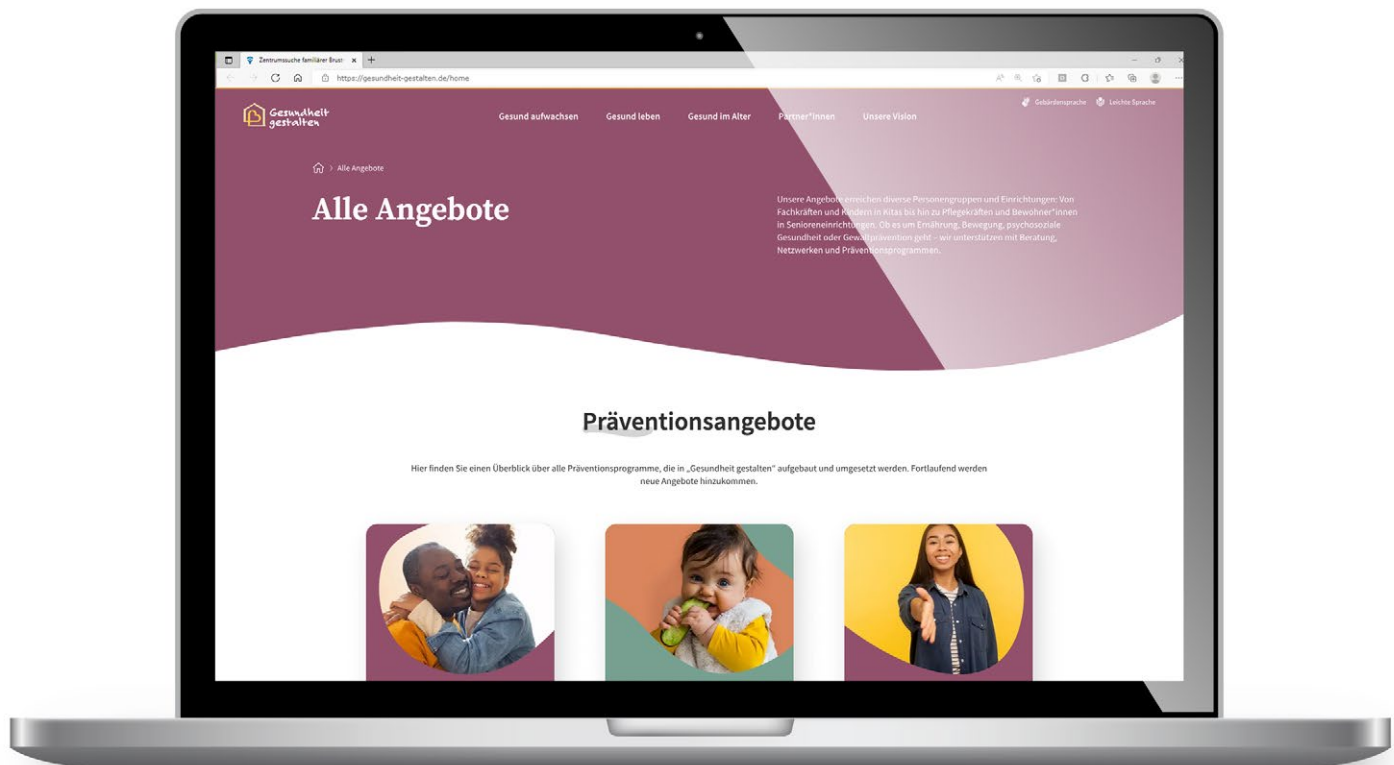 Zentrumssuche familiärer Brust
https://gesundheit-gestalten.de/home
Gebärdensprache Leichte Sprache
Gesundheit
gestalten
Gesund aufwachsen Gesund leben Gesund im Alter Partner*innen Unsere Vision
> Alle Angebote
Alle Angebote
Unsere Angebote erreichen diverse Personengruppen und Einrichtungen: Von
Fachkräften und Kindern in Kitas bis hin zu Pflegekräften und Bewohner*innen
in Senioreneinrichtungen. Ob es um Ernährung, Bewegung, psychosoziale
Gesundheit oder Gewaltprävention geht – wir unterstützen mit Beratung,
Netzwerken und Präventionsprogrammen.
Präventionsangebote
Hier finden Sie einen Überblick über alle Präventionsprogramme, die in „Gesundheit gestalten" aufgebaut und umgesetzt werden. Fortlaufend werden
neue Angebote hinzukommen.